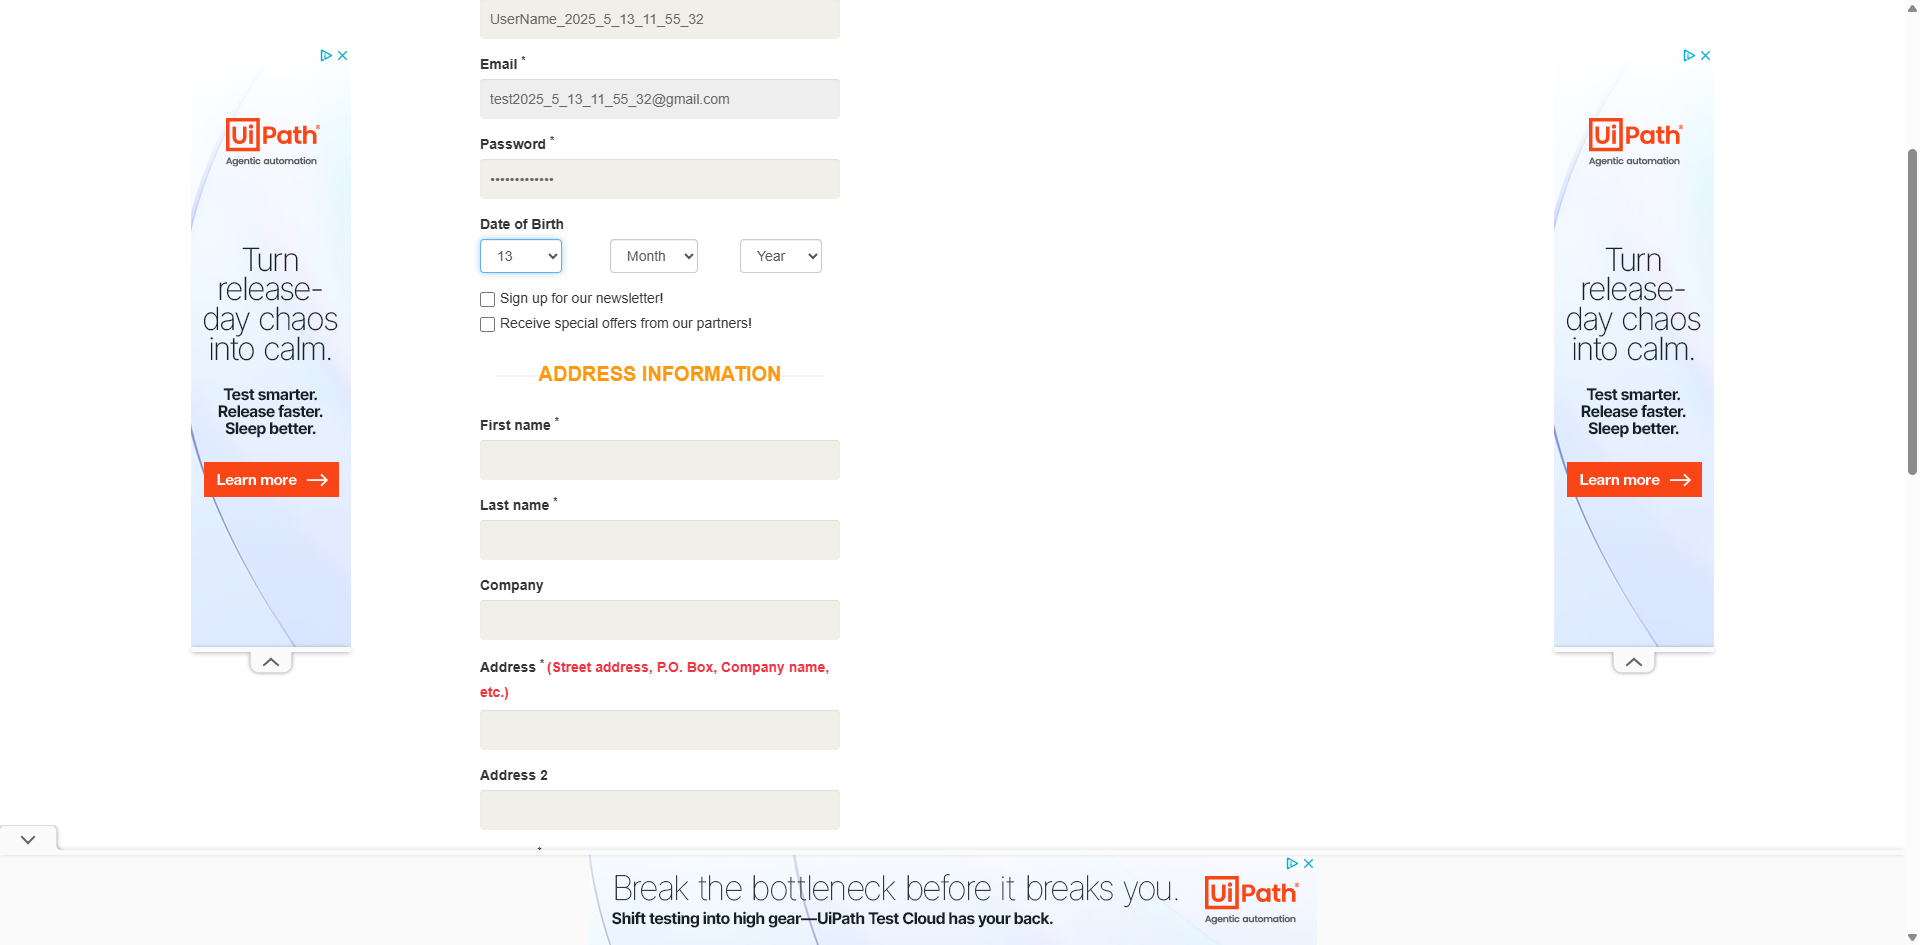 UserName_2025_5_13_11_55_32
Email *
test2025_5_13_11_55_32@gmail.com
Password *
•••••••••••••
Date of Birth
13 Month Year
Sign up for our newsletter!
Receive special offers from our partners!
ADDRESS INFORMATION
First name *
Last name *
Company
Address * (Street address, P.O. Box, Company name,
etc.)
Address 2
UiPath
Agentic automation
Turn
release-
day chaos
into calm.
Test smarter.
Release faster.
Sleep better.
Learn more
UiPath
Agentic automation
Turn
release-
day chaos
into calm.
Test smarter.
Release faster.
Sleep better.
Learn more
Break the bottleneck before it breaks you.
Shift testing into high gear—UiPath Test Cloud has your back.
UiPath
Agentic automation